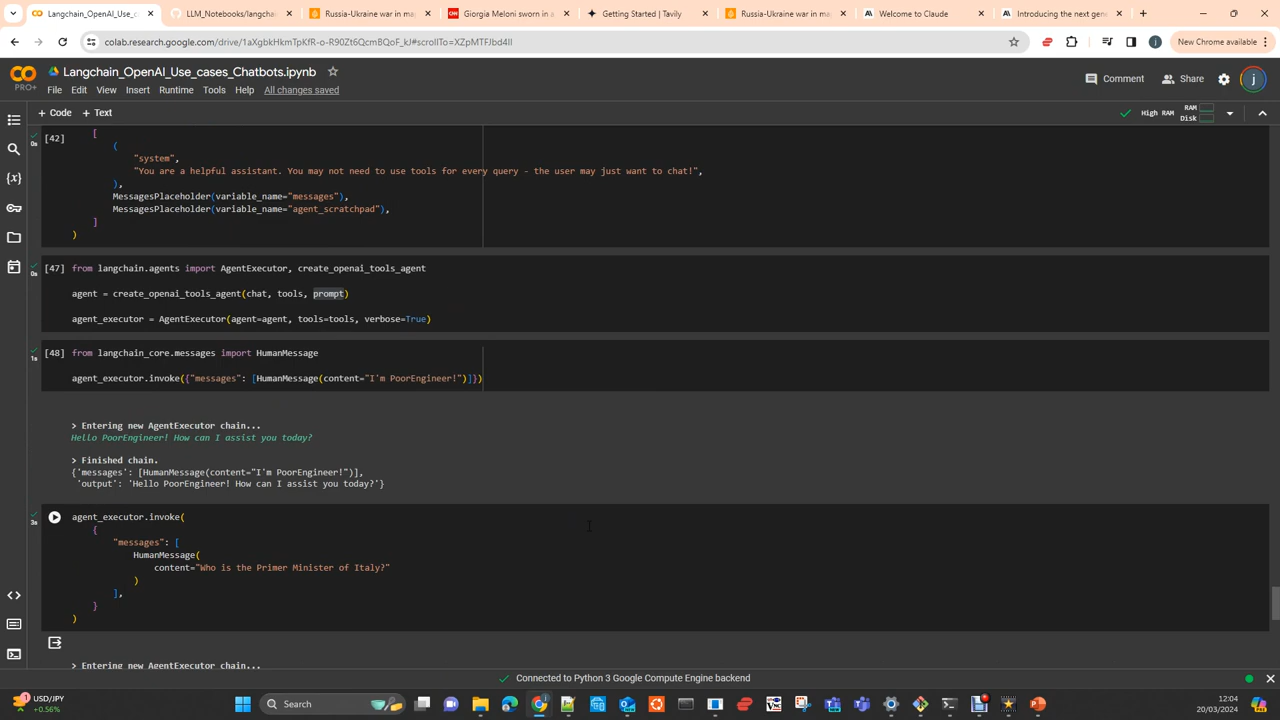 Langchain_OpenAI_Use_c
LLM_Notebooks/langchai
Russia-Ukraine war in ma
Giorgia Meloni sworn in a
Getting Started | Tavily
Russia-Ukraine war in ma
Welcome to Claude
Introducing the next gene
colab.research.google.com/drive/1aXgbkHkmTpKfR-o-R90Zt6QcmBQoF_kJ#scrollTo=XZpMTFJbd4Il
New Chrome available
Langchain_OpenAI_Use_cases_Chatbots.ipynb
Comment
Share
j
PRO+
File Edit View Insert Runtime Tools Help All changes saved
+ Code + Text
High RAM
RAM
Disk
[42]
0s
[
(
"system",
"You are a helpful assistant. You may not need to use tools for every query - the user may just want to chat!",
),
MessagesPlaceholder(variable_name="messages"),
MessagesPlaceholder(variable_name="agent_scratchpad"),
]
)
[47] from langchain.agents import AgentExecutor, create_openai_tools_agent
0s
agent = create_openai_tools_agent(chat, tools, prompt)
agent_executor = AgentExecutor(agent=agent, tools=tools, verbose=True)
[48] from langchain_core.messages import HumanMessage
1s
agent_executor.invoke({"messages": [HumanMessage(content="I'm PoorEngineer!")]})
> Entering new AgentExecutor chain...
Hello PoorEngineer! How can I assist you today?
> Finished chain.
{'messages': [HumanMessage(content="I'm PoorEngineer!")],
'output': 'Hello PoorEngineer! How can I assist you today?'}
agent_executor.invoke(
3s
{
"messages": [
HumanMessage(
content="Who is the Primer Minister of Italy?"
)
],
}
)
> Entering new AgentExecutor chain...
Connected to Python 3 Google Compute Engine backend
USD/JPY
+0.56%
Search
12:04
20/03/2024